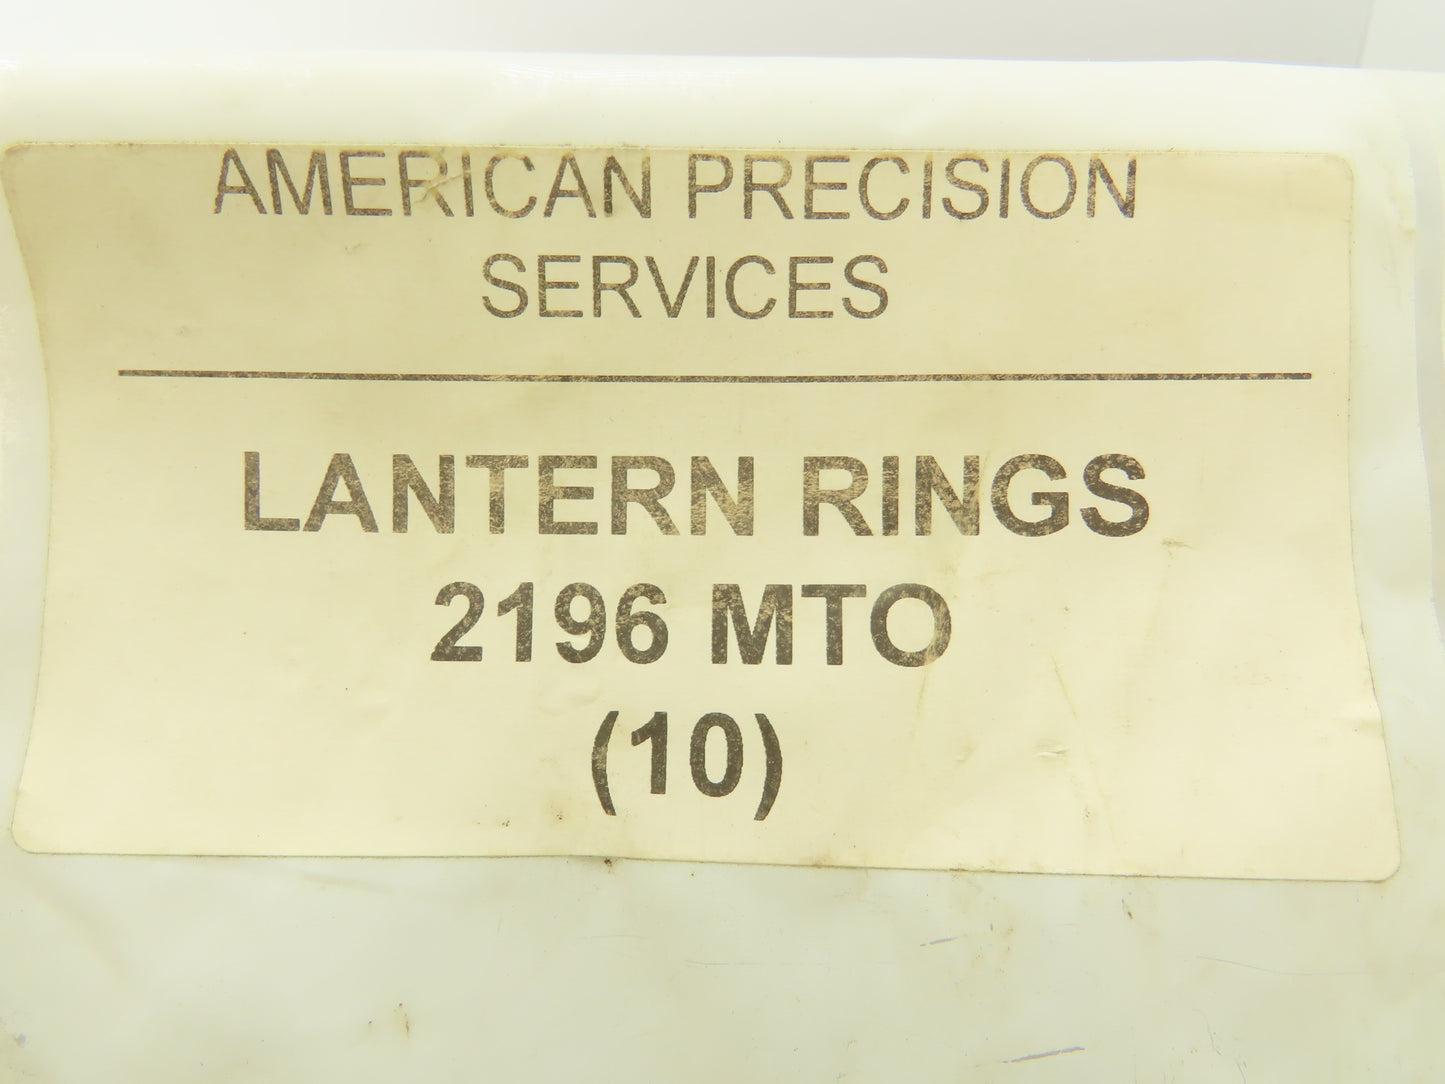 AMERICAN PRECISION
SERVICES
LANTERN RINGS
2196 MTO
(10)